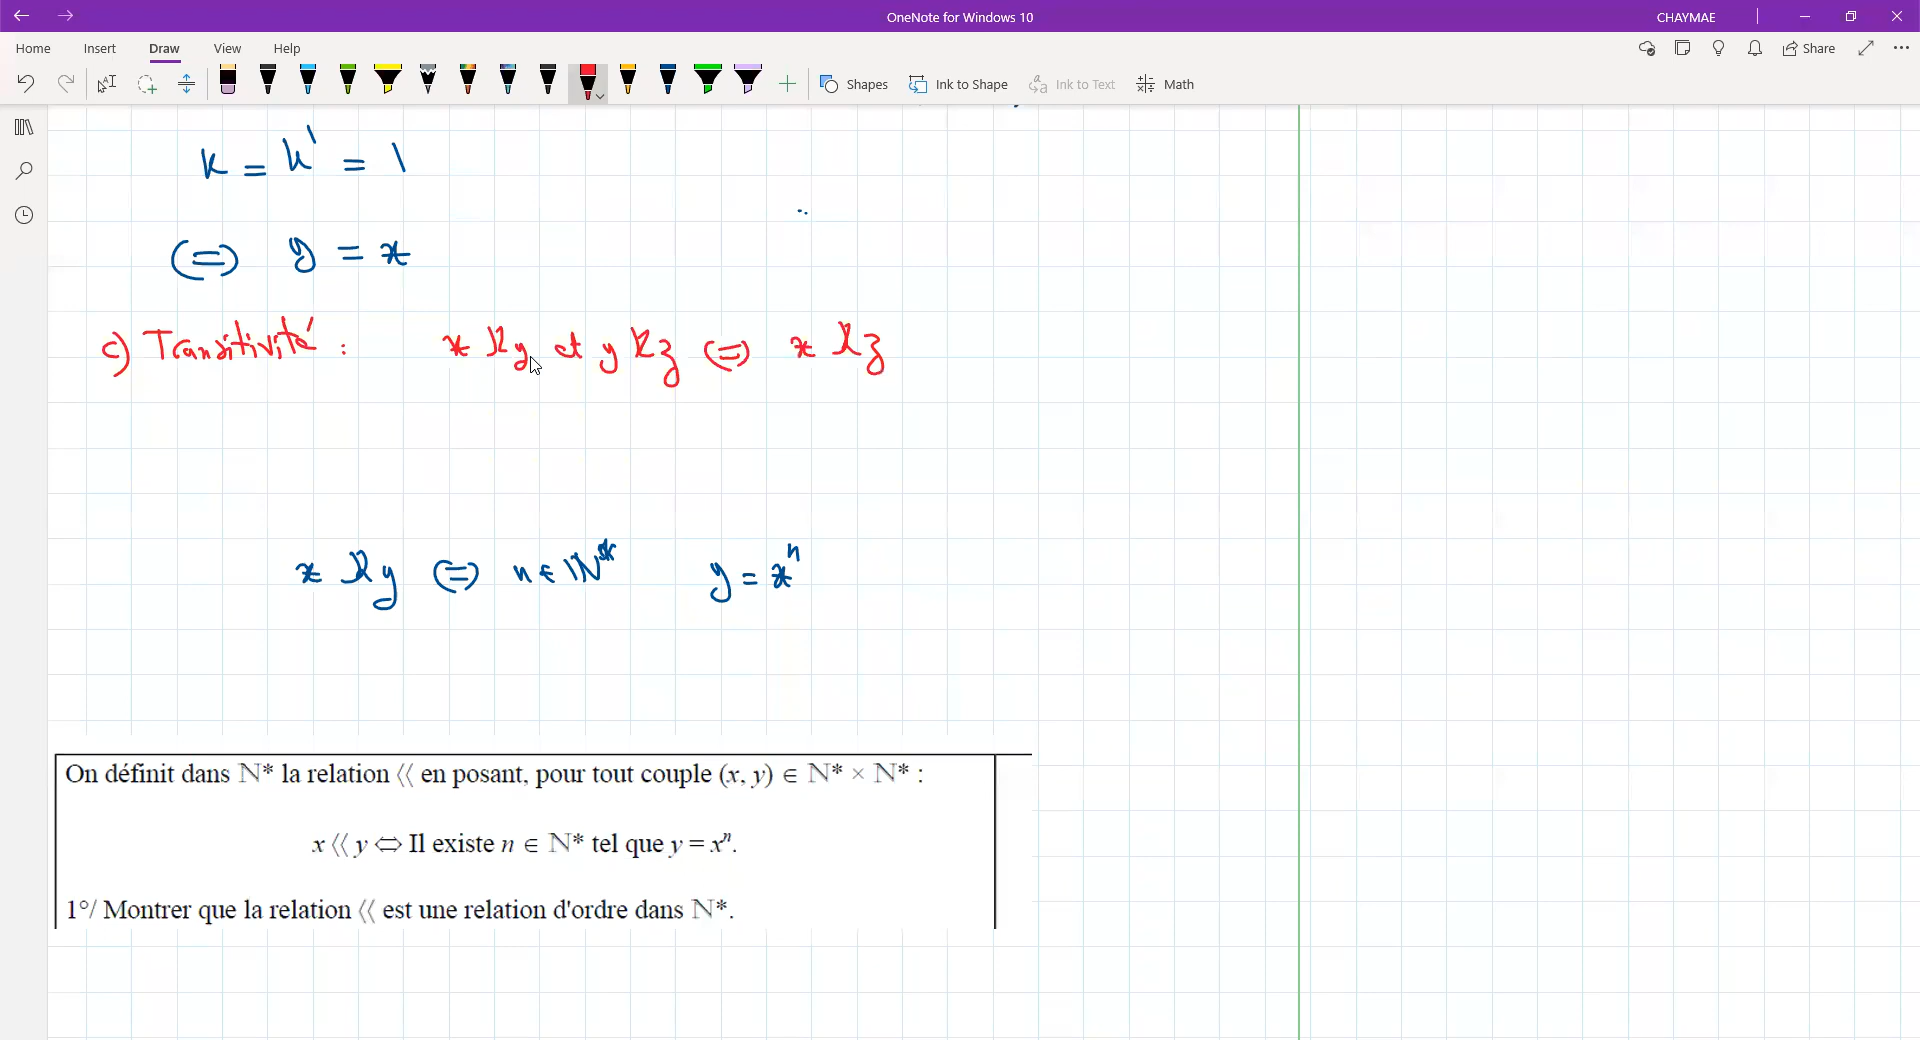 OneNote for Windows 10 CHAYMAE
Home Insert Draw View Help Share
Shapes Ink to Shape Ink to Text Math
k = k' = 1
(=) y = x
c) Transitivité : x R y et y R z (=) x R z
x R y (=) n ∈ ℕ* y = xⁿ
On définit dans ℕ* la relation ⟨⟨ en posant, pour tout couple (x, y) ∈ ℕ* × ℕ* :
x ⟨⟨ y ⇔ Il existe n ∈ ℕ* tel que y = xⁿ.
1°/ Montrer que la relation ⟨⟨ est une relation d'ordre dans ℕ*.